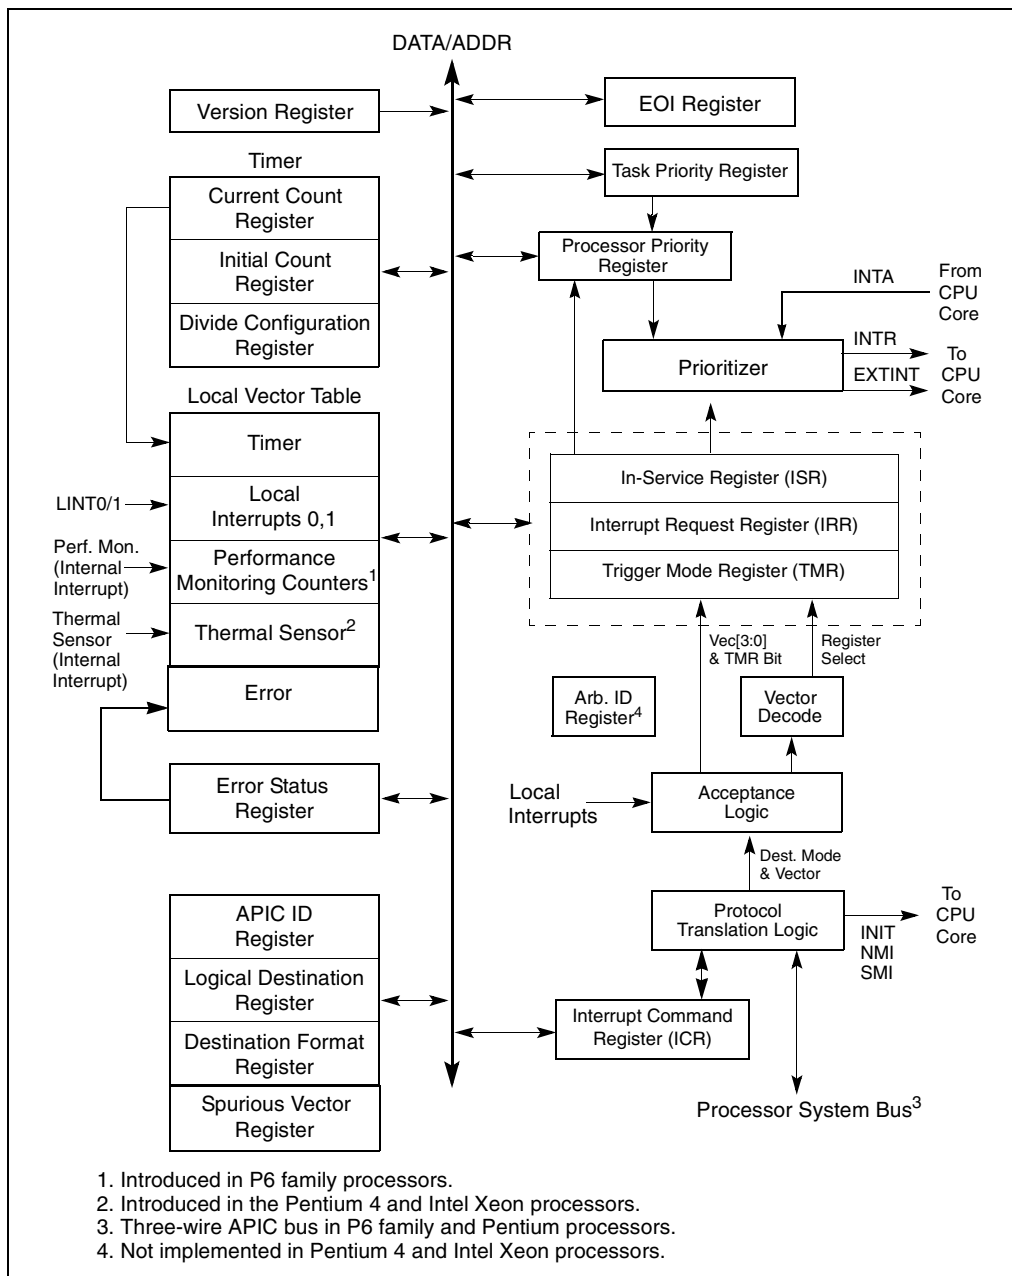 DATA/ADDR
Version Register
EOI Register
Timer
Current Count
Register
Initial Count
Register
Divide Configuration
Register
Task Priority Register
Processor Priority
Register
INTA
From
CPU
Core
Prioritizer
INTR
EXTINT
To
CPU
Core
Local Vector Table
Timer
LINT0/1
Local
Interrupts 0,1
Perf. Mon.
(Internal
Interrupt)
Performance
Monitoring Counters1
Thermal
Sensor
(Internal
Interrupt)
Thermal Sensor2
Error
In-Service Register (ISR)
Interrupt Request Register (IRR)
Trigger Mode Register (TMR)
Vec[3:0]
& TMR Bit
Register
Select
Arb. ID
Register4
Vector
Decode
Error Status
Register
Local
Interrupts
Acceptance
Logic
Dest. Mode
& Vector
APIC ID
Register
Logical Destination
Register
Destination Format
Register
Spurious Vector
Register
Protocol
Translation Logic
INIT
NMI
SMI
To
CPU
Core
Interrupt Command
Register (ICR)
Processor System Bus3
1. Introduced in P6 family processors.
2. Introduced in the Pentium 4 and Intel Xeon processors.
3. Three-wire APIC bus in P6 family and Pentium processors.
4. Not implemented in Pentium 4 and Intel Xeon processors.